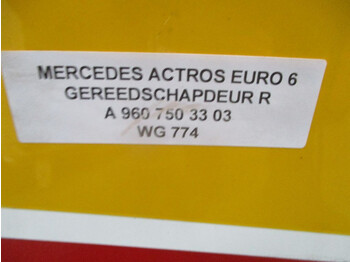 MERCEDES ACTROS EURO 6
GEREEDSCHAPDEUR R
A 960 750 33 03
WG 774